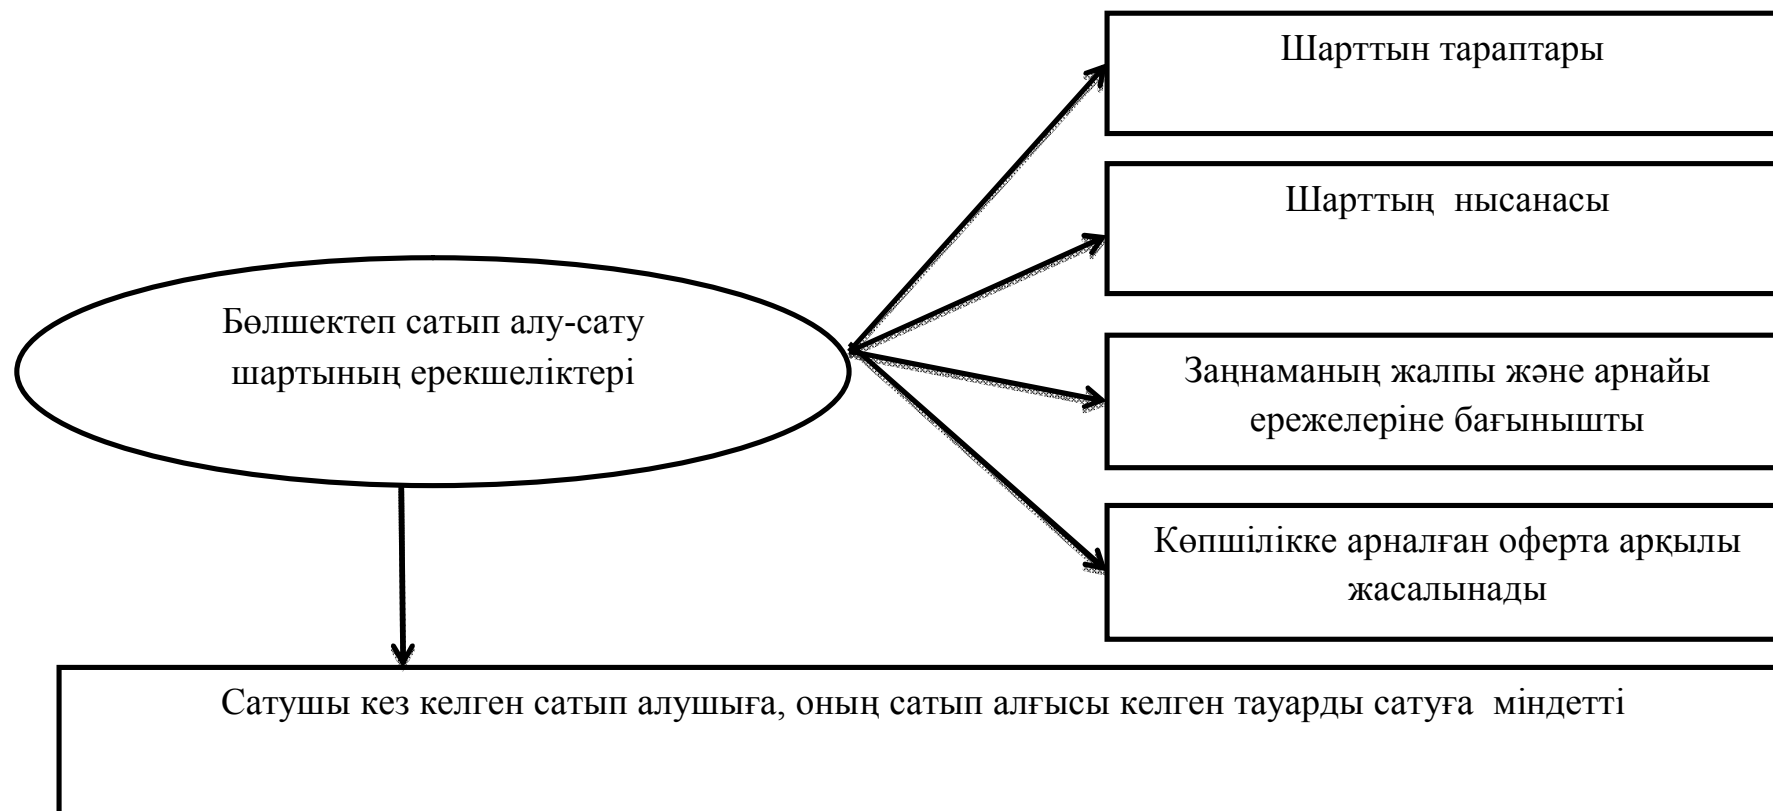 Шарттын тараптары
Шарттың нысанасы
Бөлшектеп сатып алу-сату
шартының ерекшеліктері
Заңнаманың жалпы және арнайы
ережелеріне бағынышты
Көпшілікке арналған оферта арқылы
жасалынады
Сатушы кез келген сатып алушыға, оның сатып алғысы келген тауарды сатуға міндетті